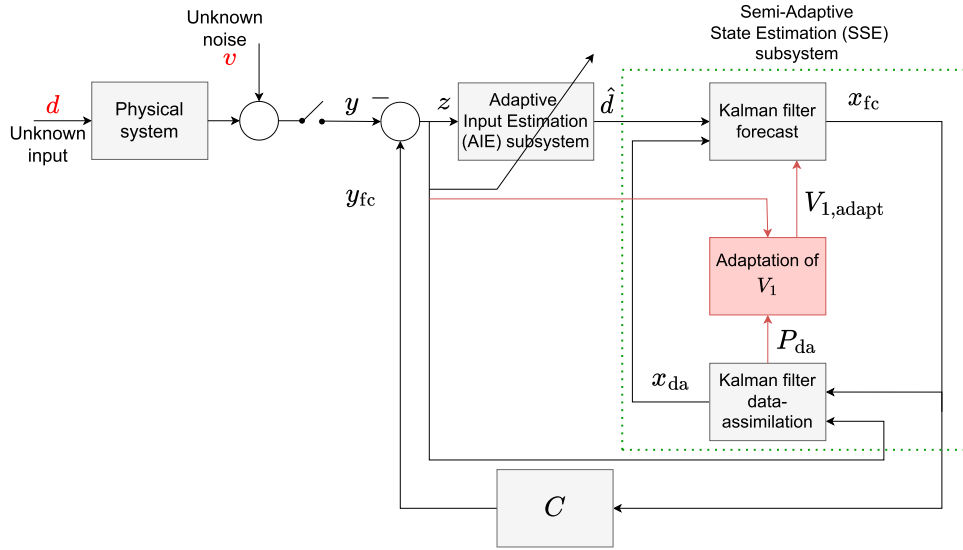 Unknown
noise
v
d
Unknown
input
Physical
system
y
−
z
Adaptive
Input Estimation
(AIE) subsystem
d̂
Semi-Adaptive
State Estimation (SSE)
subsystem
Kalman filter
forecast
x_fc
y_fc
V_1,adapt
Adaptation of
V_1
P_da
x_da
Kalman filter
data-
assimilation
C